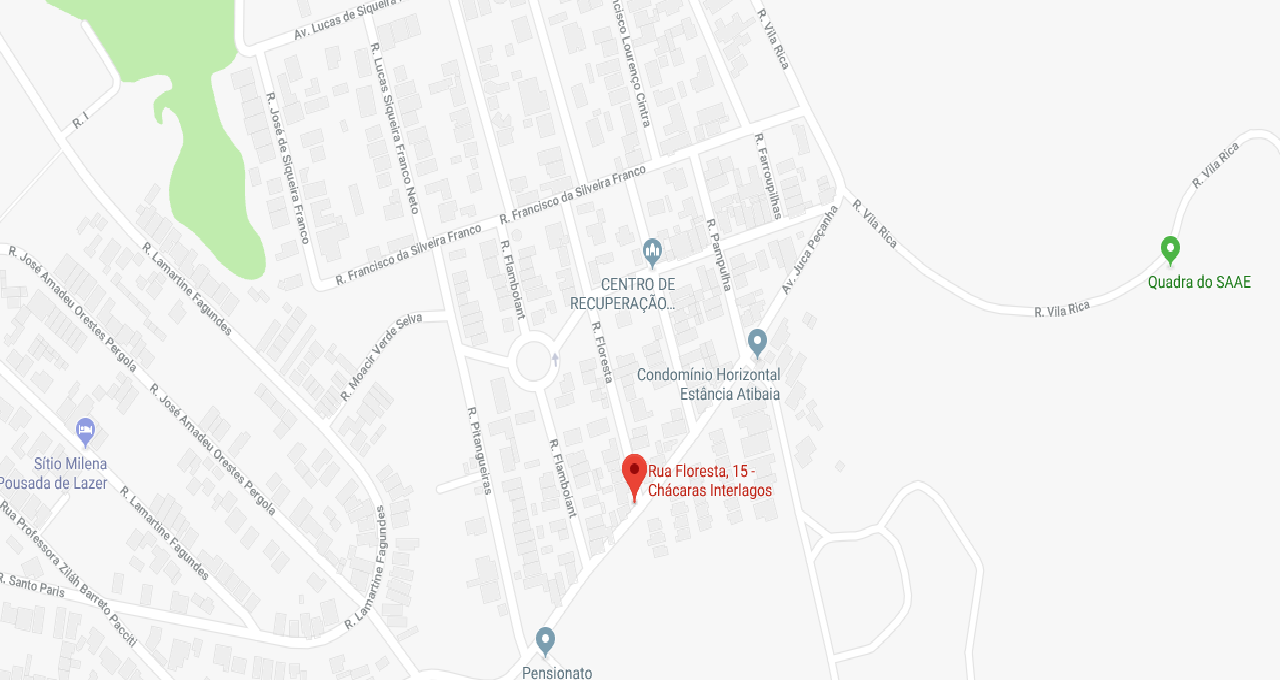 Av. Lucas de Siqueira
R. Vila Rica
R. Lucas Siqueira Franco Neto
Lourenço Cintra
R. José de Siqueira Franco
R. I
R. Farroupilhas
R. Vila Rica
R. Francisco da Silveira Franco
R. Vila Rica
R. Francisco da Silveira Franco
R. Lamartine Fagundes
R. Flamboiant
R. Pampulha
Av. Juca Peçanha
R. José Amadeu Orestes Pergola
CENTRO DE
RECUPERAÇÃO...
Quadra do SAAE
R. Vila Rica
R. Moacir Verde Selva
R. Floresta
Condomínio Horizontal
Estância Atibaia
R. José Amadeu Orestes Pergola
R. Pitangueiras
R. Flamboiant
Sítio Milena
Pousada de Lazer
Rua Floresta, 15 -
Chácaras Interlagos
R. Lamartine Fagundes
R. Lamartine Fagundes
Rua Professora Ziláh Barreto Pacciti
R. Santo Paris
Pensionato